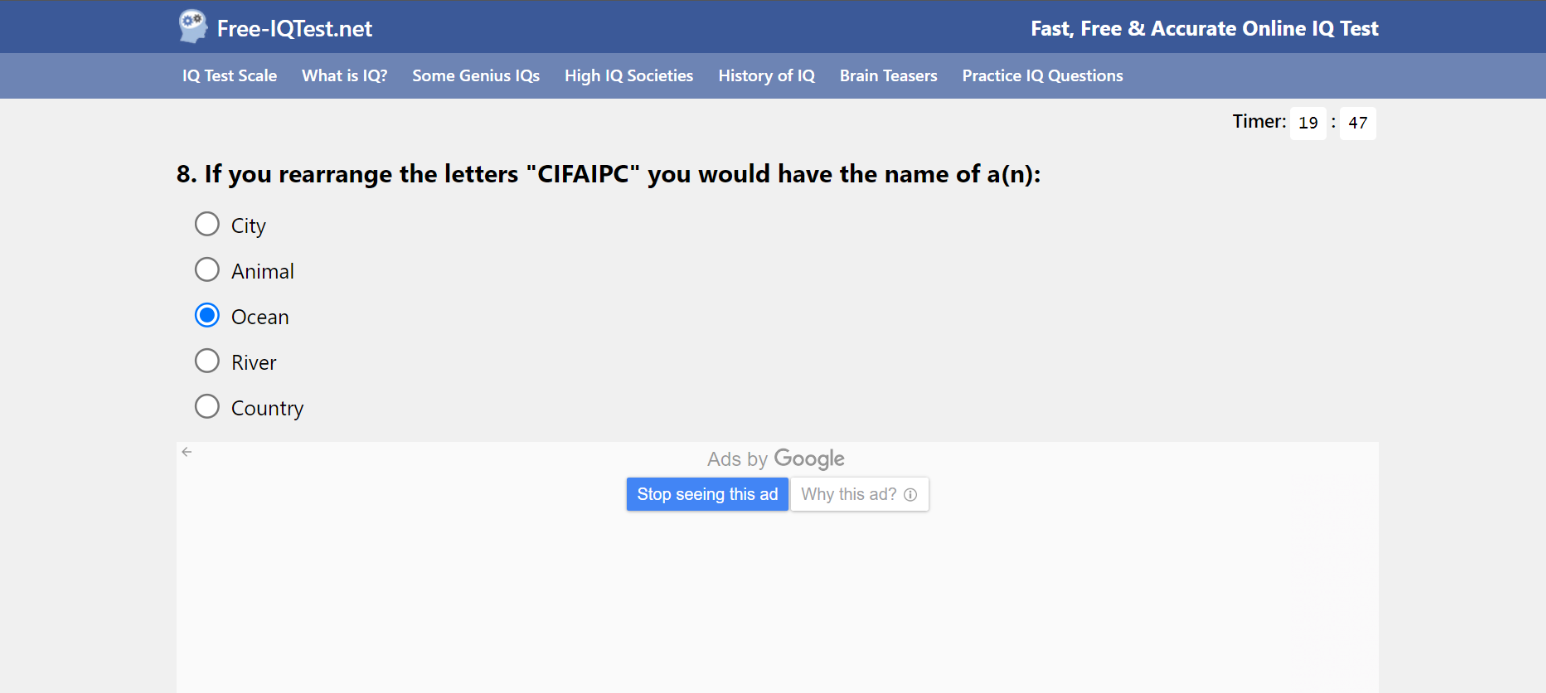 Free-IQTest.net
Fast, Free & Accurate Online IQ Test
IQ Test Scale What is IQ? Some Genius IQs High IQ Societies History of IQ Brain Teasers Practice IQ Questions
Timer: 19 : 47
8. If you rearrange the letters "CIFAIPC" you would have the name of a(n):
City
Animal
Ocean
River
Country
Ads by Google
Stop seeing this ad Why this ad?